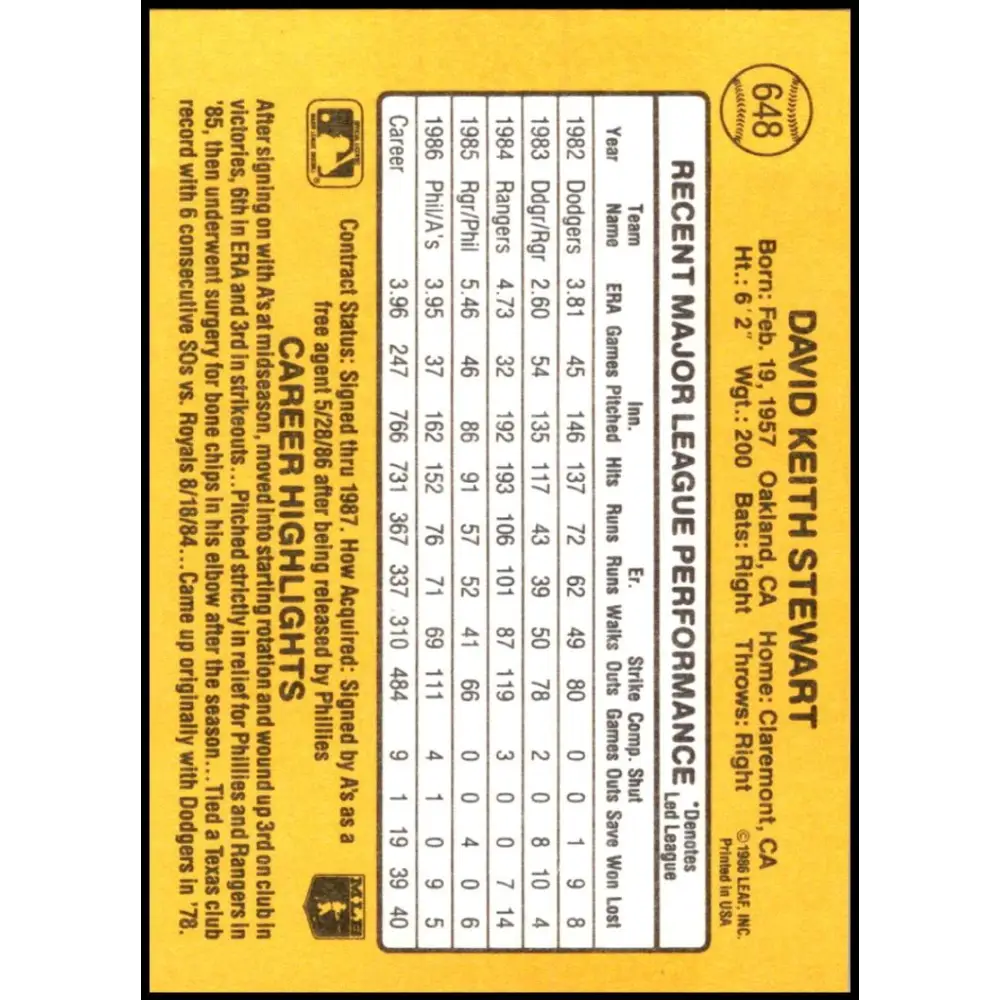 648
DAVID KEITH STEWART
Born: Feb. 19, 1957 Oakland, CA Home: Claremont, CA
Ht.: 6'2" Wgt.: 200 Bats: Right Throws: Right
©1986 LEAF, INC.
Printed in USA
RECENT MAJOR LEAGUE PERFORMANCE *Denotes Led League
Team Inn. Er. Strike Comp. Shut
Year Name ERA Games Pitched Hits Runs Runs Walks Outs Games Outs Save Won Lost
1982 Dodgers 3.81 45 146 137 72 62 49 80 0 0 1 9 8
1983 Ddgr/Rgr 2.60 54 135 117 43 39 50 78 2 0 8 10 4
1984 Rangers 4.73 32 192 193 106 101 87 119 3 0 0 7 14
1985 Rgr/Phil 5.46 46 86 91 57 52 41 66 0 0 4 0 6
1986 Phil/A's 3.95 37 162 152 76 71 69 111 4 1 0 9 5
Career 3.96 247 766 731 367 337 310 484 9 1 19 39 40
Contract Status: Signed thru 1987. How Acquired: Signed by A's as a
free agent 5/28/86 after being released by Phillies
MLB
CAREER HIGHLIGHTS
After signing on with A's at midseason, moved into starting rotation and wound up 3rd on club in
victories, 6th in ERA and 3rd in strikeouts...Pitched strictly in relief for Phillies and Rangers in
'85, then underwent surgery for bone chips in his elbow after the season...Tied a Texas club
record with 6 consecutive SOs vs. Royals 8/18/84...Came up originally with Dodgers in '78.